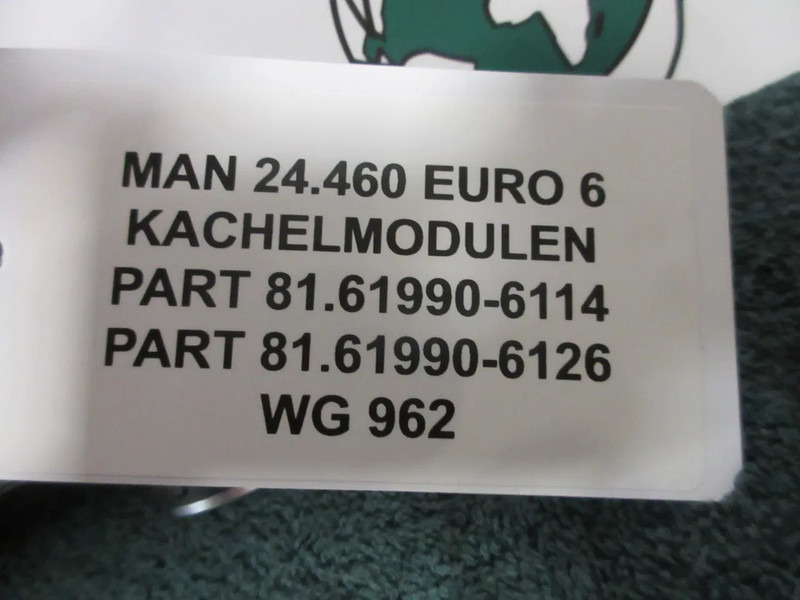 MAN 24.460 EURO 6
KACHELMODULEN
PART 81.61990-6114
PART 81.61990-6126
WG 962